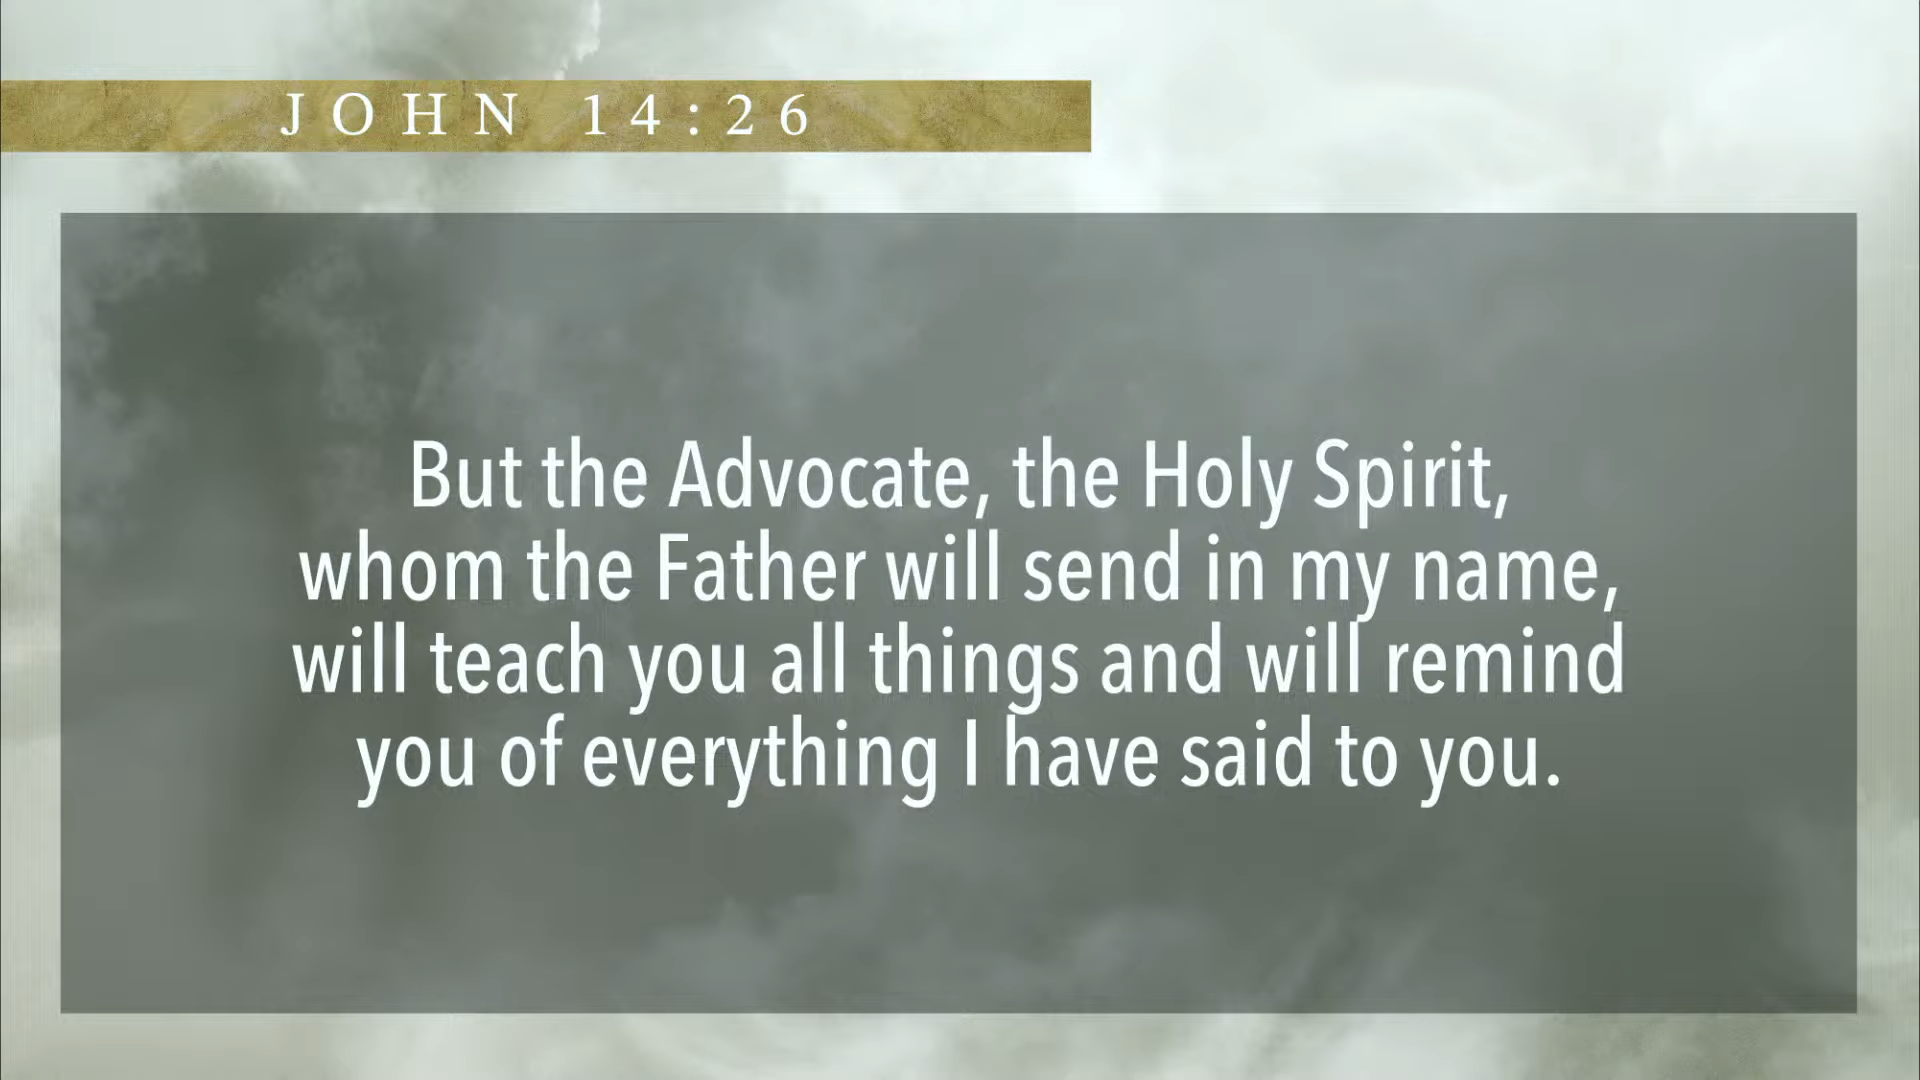 JOHN 14:26
But the Advocate, the Holy Spirit,
whom the Father will send in my name,
will teach you all things and will remind
you of everything I have said to you.